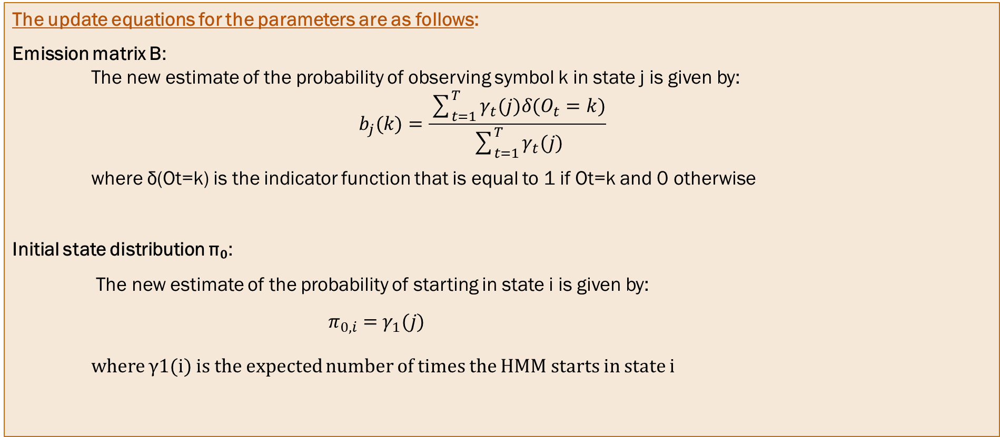 The update equations for the parameters are as follows:
Emission matrix B:
The new estimate of the probability of observing symbol k in state j is given by:
$b_j(k) = \frac{\sum_{t=1}^{T} \gamma_t(j)\delta(O_t = k)}{\sum_{t=1}^{T} \gamma_t(j)}$
where δ(Ot=k) is the indicator function that is equal to 1 if Ot=k and 0 otherwise
Initial state distribution π₀:
The new estimate of the probability of starting in state i is given by:
$\pi_{0,i} = \gamma_1(j)$
where γ1(i) is the expected number of times the HMM starts in state i